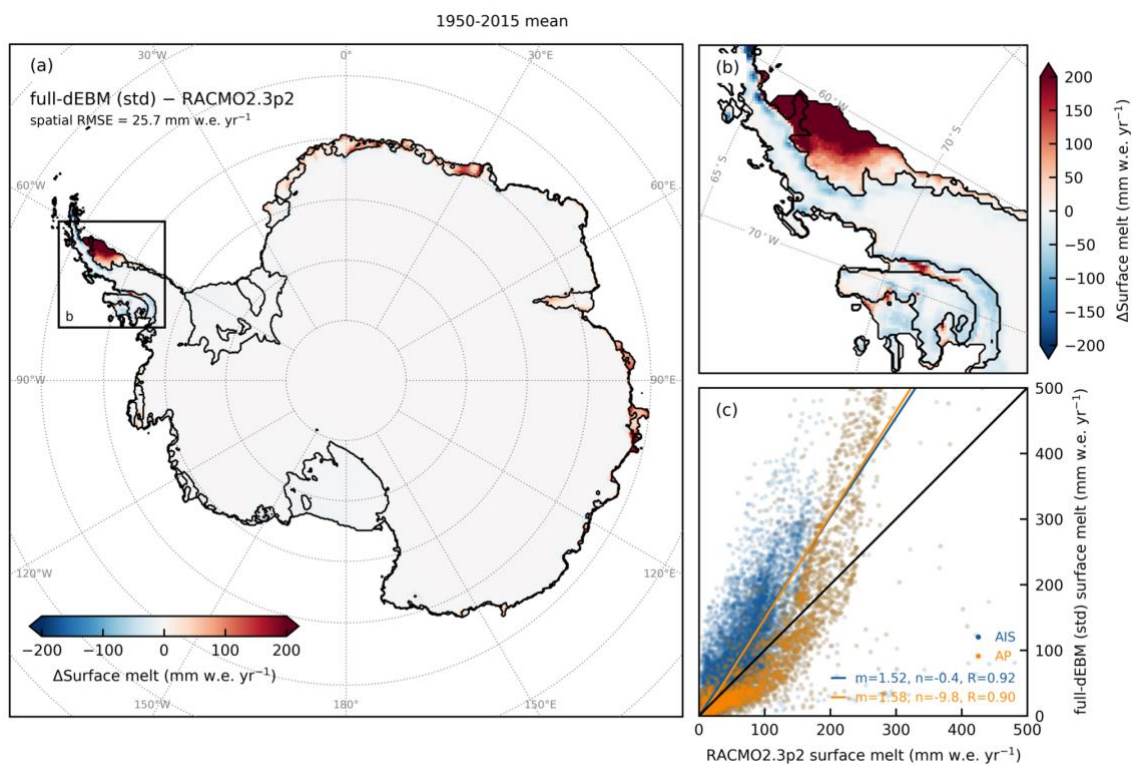 1950-2015 mean
(a)
full-dEBM (std) − RACMO2.3p2
spatial RMSE = 25.7 mm w.e. yr⁻¹
30°W
0°
30°E
60°W
60°E
90°W
90°E
120°W
120°E
150°W
180°
150°E
b
−200 −100 0 100 200
ΔSurface melt (mm w.e. yr⁻¹)
(b)
60°W
70°S
65°S
70°W
200
150
100
50
0
−50
−100
−150
−200
ΔSurface melt (mm w.e. yr⁻¹)
(c)
500
400
300
200
100
0
full-dEBM (std) surface melt (mm w.e. yr⁻¹)
AIS
AP
m=1.52, n=-0.4, R=0.92
m=1.58, n=-9.8, R=0.90
0 100 200 300 400 500
RACMO2.3p2 surface melt (mm w.e. yr⁻¹)